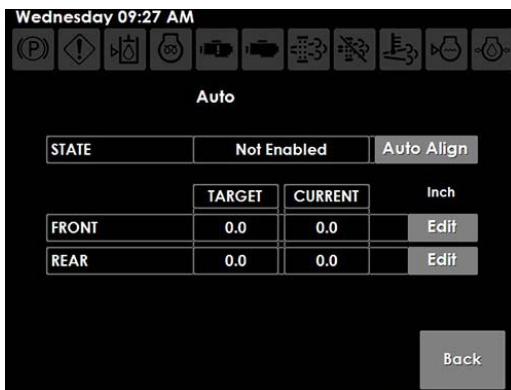 Wednesday 09:27 AM
(P)
Auto
STATE Not Enabled Auto Align
TARGET CURRENT Inch
FRONT 0.0 0.0 Edit
REAR 0.0 0.0 Edit
Back